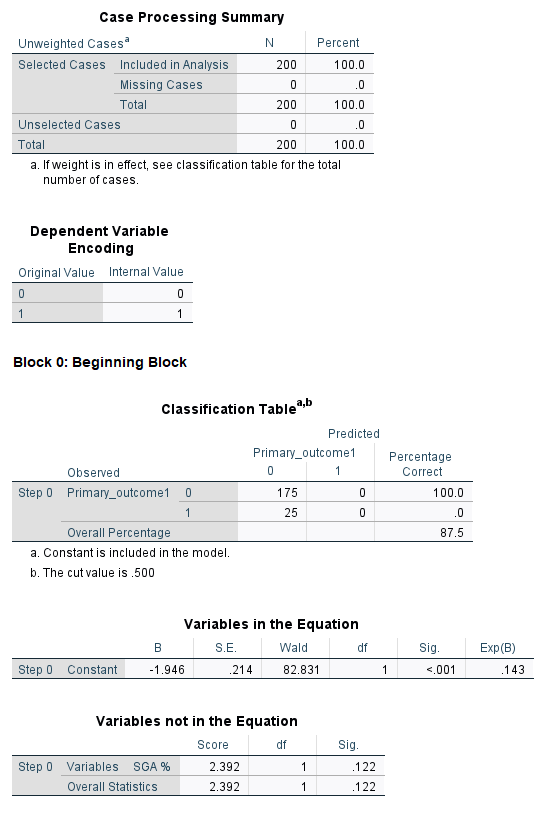 Case Processing Summary
Unweighted Cases^a N Percent
Selected Cases Included in Analysis 200 100.0
Missing Cases 0 .0
Total 200 100.0
Unselected Cases 0 .0
Total 200 100.0
a. If weight is in effect, see classification table for the total
number of cases.
Dependent Variable
Encoding
Original Value Internal Value
0 0
1 1
Block 0: Beginning Block
Classification Table^a,b
Predicted
Primary_outcome1 Percentage
Observed 0 1 Correct
Step 0 Primary_outcome1 0 175 0 100.0
1 25 0 .0
Overall Percentage 87.5
a. Constant is included in the model.
b. The cut value is .500
Variables in the Equation
B S.E. Wald df Sig. Exp(B)
Step 0 Constant -1.946 .214 82.831 1 <.001 .143
Variables not in the Equation
Score df Sig.
Step 0 Variables SGA % 2.392 1 .122
Overall Statistics 2.392 1 .122